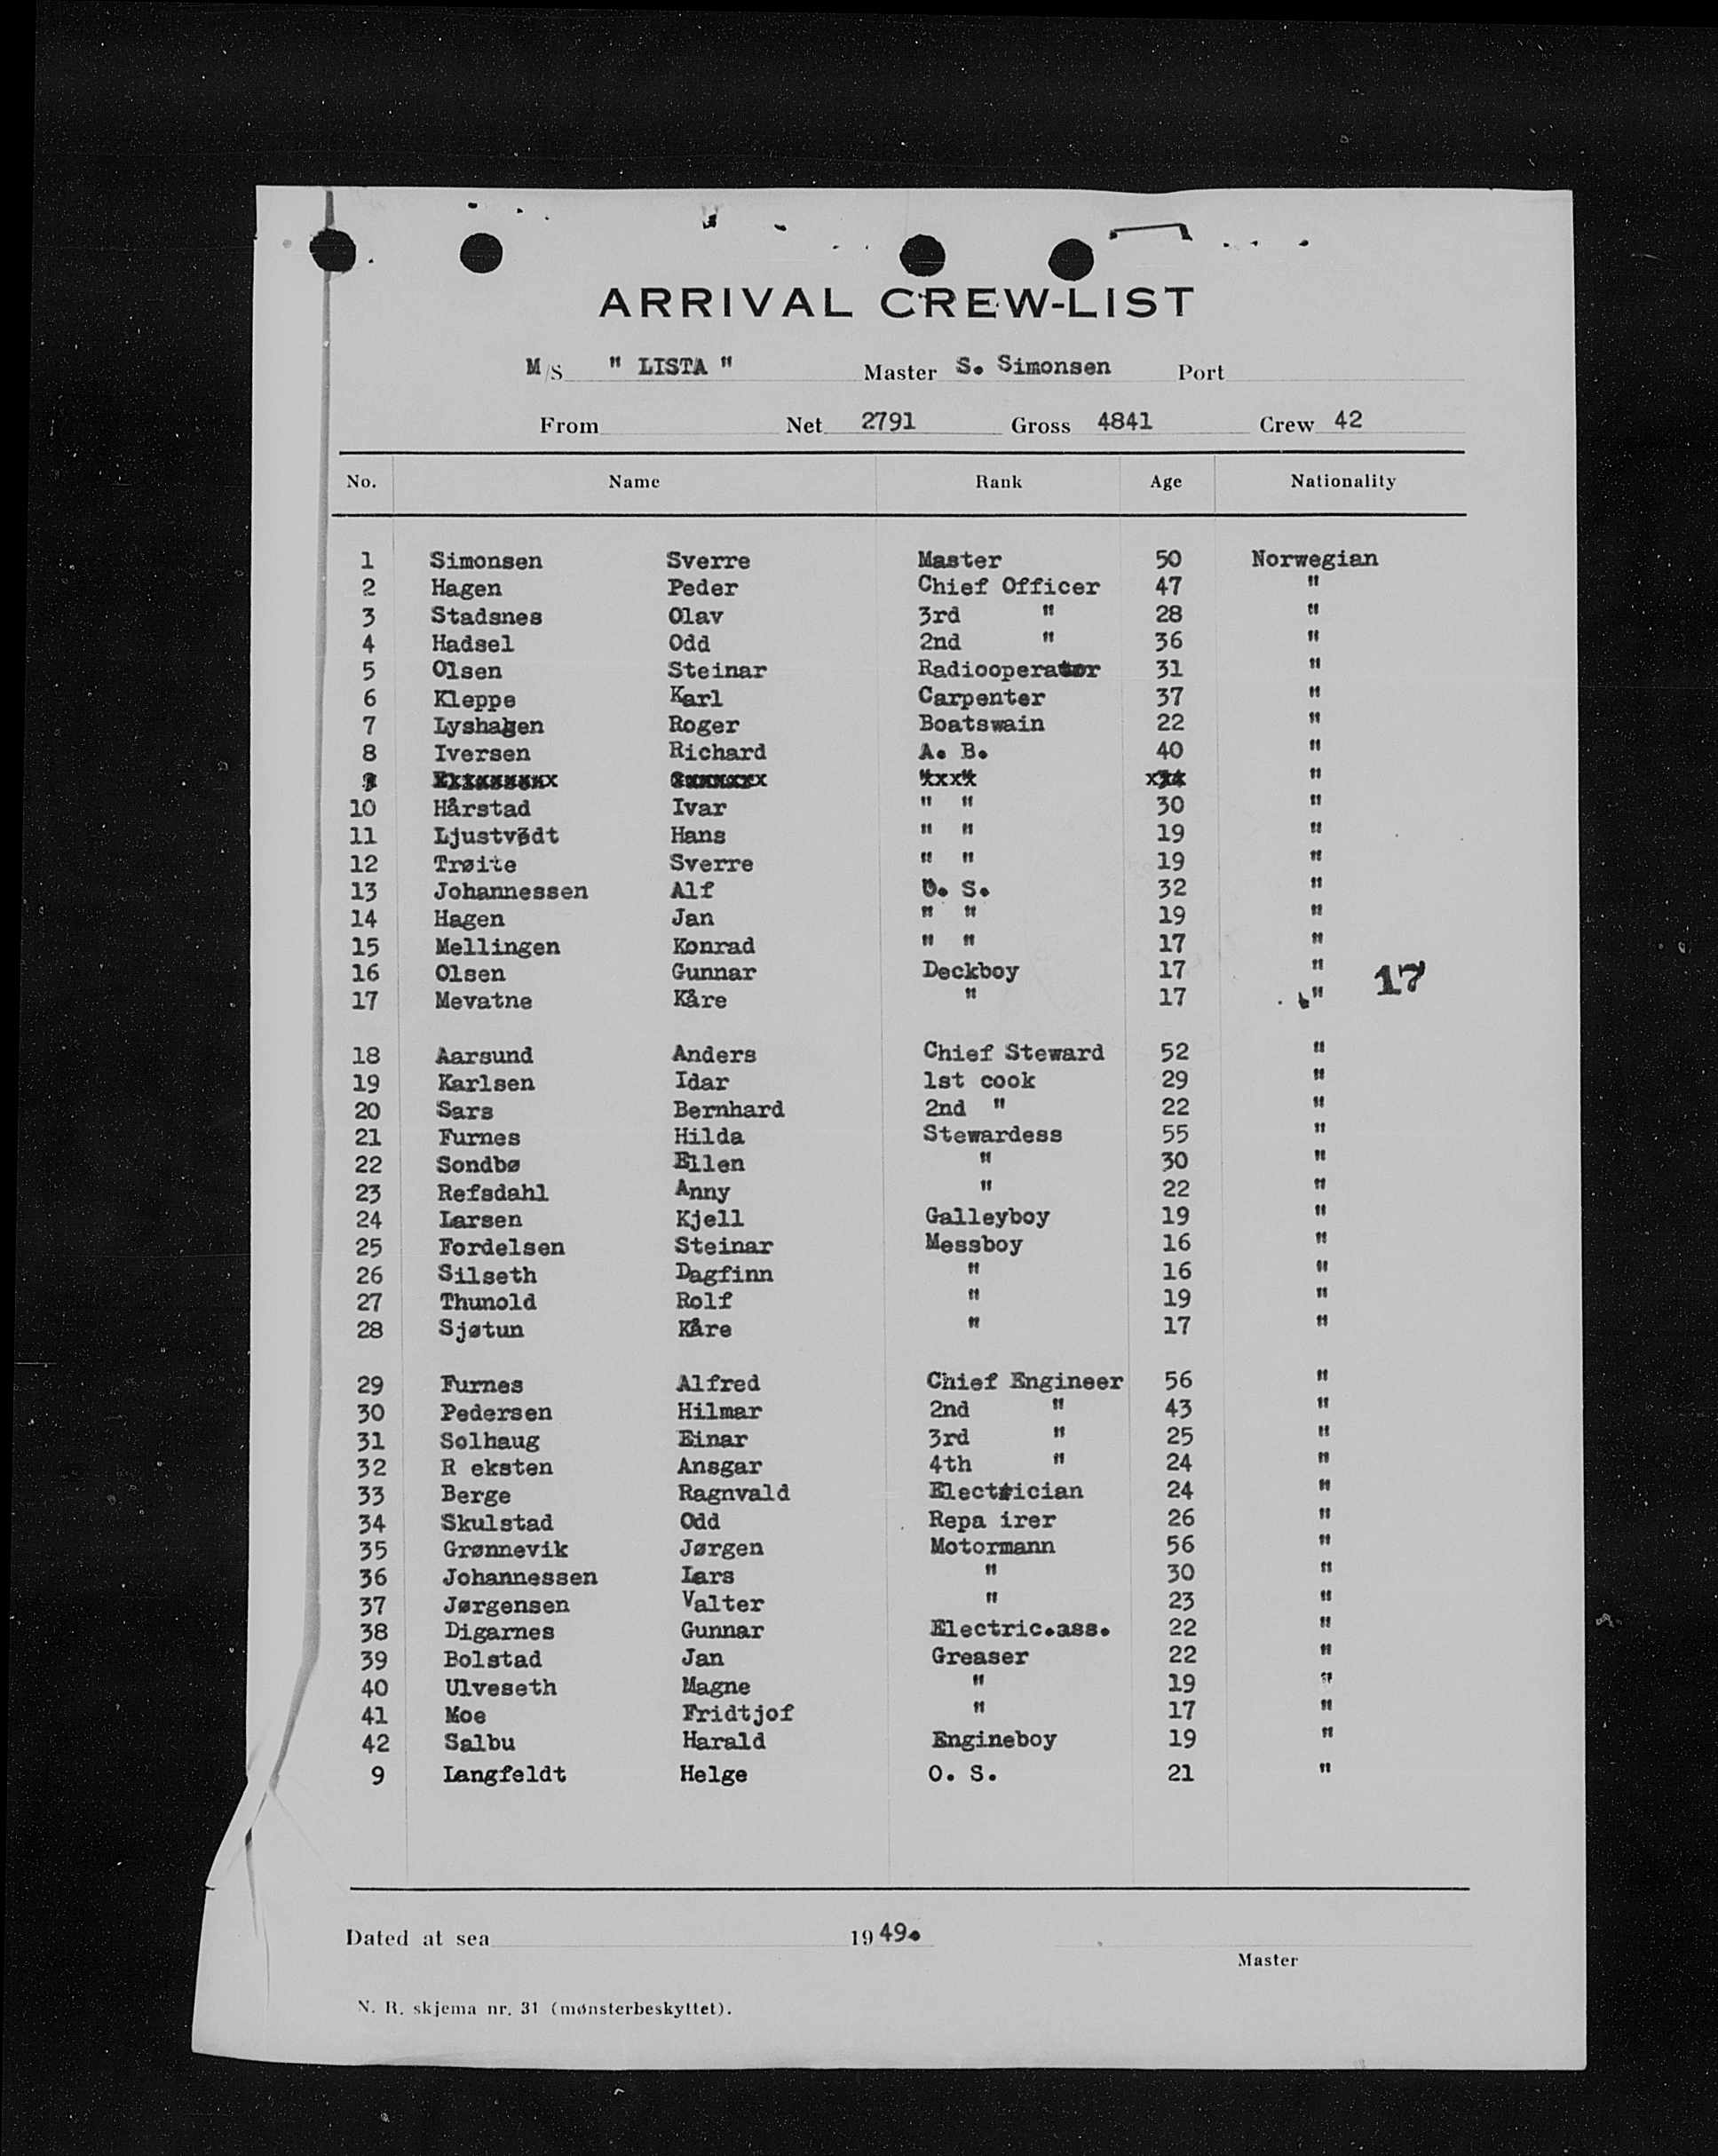 ARRIVAL CREW-LIST
M/S " LISTA " Master S. Simonsen Port
From Net 2791 Gross 4841 Crew 42
No. Name Rank Age Nationality
1 Simonsen Sverre Master 50 Norwegian
2 Hagen Peder Chief Officer 47 "
3 Stadsnes Olav 3rd " 28 "
4 Hadsel Odd 2nd " 36 "
5 Olsen Steinar Radiooperator 31 "
6 Kleppe Karl Carpenter 37 "
7 Lyshagen Roger Boatswain 22 "
8 Iversen Richard A. B. 40 "
9 "
10 Hårstad Ivar " " 30 "
11 Ljustvedt Hans " " 19 "
12 Trøite Sverre " " 19 "
13 Johannessen Alf O. S. 32 "
14 Hagen Jan " " 19 "
15 Mellingen Konrad " " 17 "
16 Olsen Gunnar Deckboy 17 " 17
17 Mevatne Kåre " 17 "
18 Aarsund Anders Chief Steward 52 "
19 Karlsen Idar 1st cook 29 "
20 Sars Bernhard 2nd " 22 "
21 Furnes Hilda Stewardess 55 "
22 Sondbø Ellen " 30 "
23 Refsdahl Anny " 22 "
24 Larsen Kjell Galleyboy 19 "
25 Fordelsen Steinar Messboy 16 "
26 Silseth Dagfinn " 16 "
27 Thunold Rolf " 19 "
28 Sjøtun Kåre " 17 "
29 Furnes Alfred Chief Engineer 56 "
30 Pedersen Hilmar 2nd " 43 "
31 Solhaug Einar 3rd " 25 "
32 R eksten Ansgar 4th " 24 "
33 Berge Ragnvald Electrician 24 "
34 Skulstad Odd Repa irer 26 "
35 Grønnevik Jørgen Motormann 56 "
36 Johannessen Lars " 30 "
37 Jørgensen Valter " 23 "
38 Digarnes Gunnar Electric.ass. 22 "
39 Bolstad Jan Greaser 22 "
40 Ulveseth Magne " 19 "
41 Moe Fridtjof " 17 "
42 Salbu Harald Engineboy 19 "
9 Langfeldt Helge O. S. 21 "
Dated at sea 1949.
Master
N. R. skjema nr. 31 (mønsterbeskyttet).